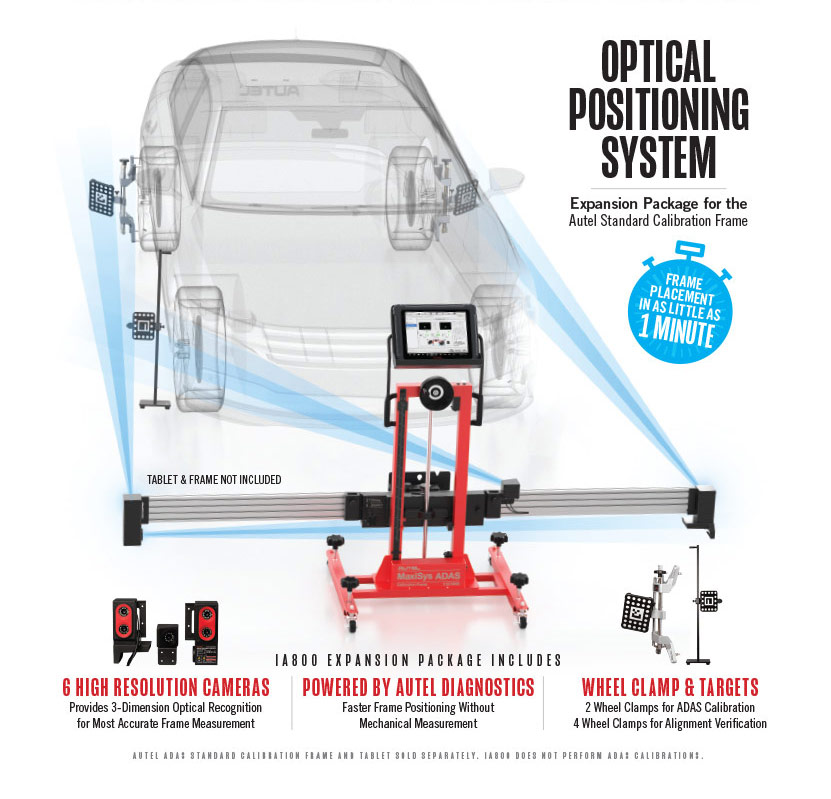 OPTICAL
POSITIONING
SYSTEM
Expansion Package for the
Autel Standard Calibration Frame
FRAME
PLACEMENT
IN AS LITTLE AS
1 MINUTE
AUTEL
TABLET & FRAME NOT INCLUDED
AUTEL
MaxiSys ADAS
IA800 EXPANSION PACKAGE INCLUDES
6 HIGH RESOLUTION CAMERAS
Provides 3-Dimension Optical Recognition
for Most Accurate Frame Measurement
POWERED BY AUTEL DIAGNOSTICS
Faster Frame Positioning Without
Mechanical Measurement
WHEEL CLAMP & TARGETS
2 Wheel Clamps for ADAS Calibration
4 Wheel Clamps for Alignment Verification
AUTEL ADAS STANDARD CALIBRATION FRAME AND TABLET SOLD SEPARATELY. IA800 DOES NOT PERFORM ADAS CALIBRATIONS.